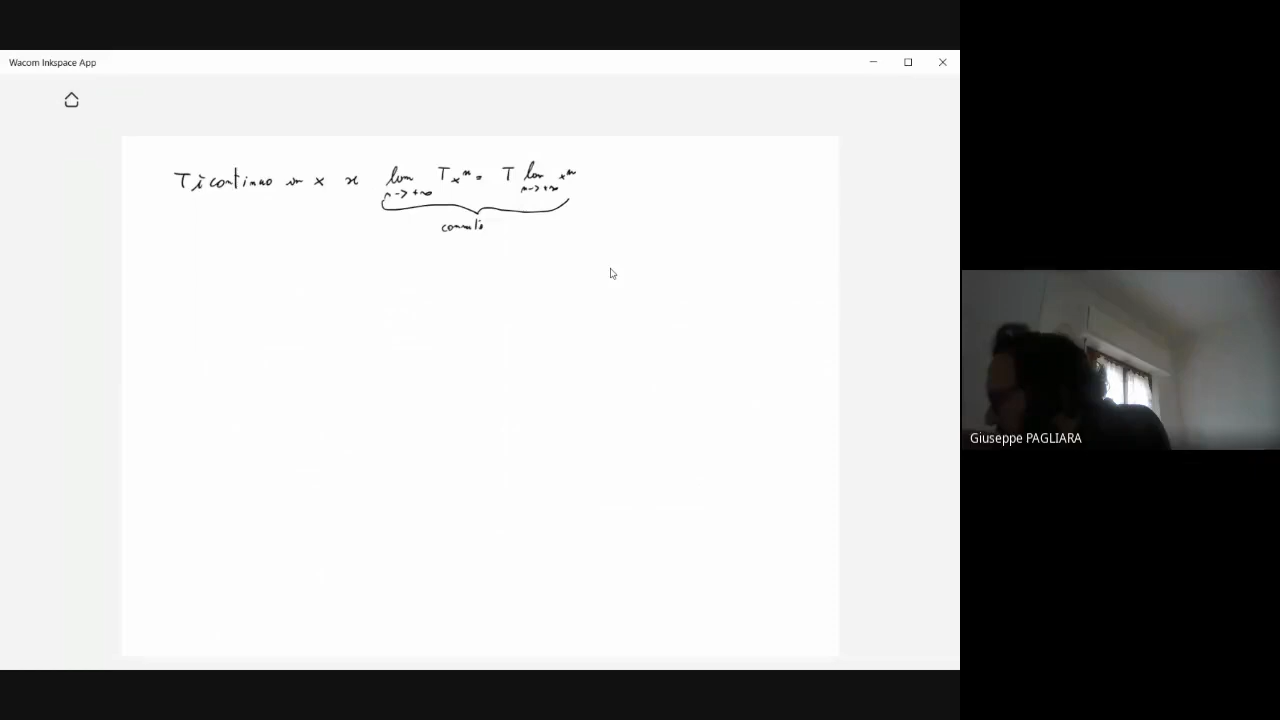 Wacom Inkspace App
T è continuo in x se lim Txⁿ = T lim xⁿ
n->+∞ n->+∞
commuta
Giuseppe PAGLIARA